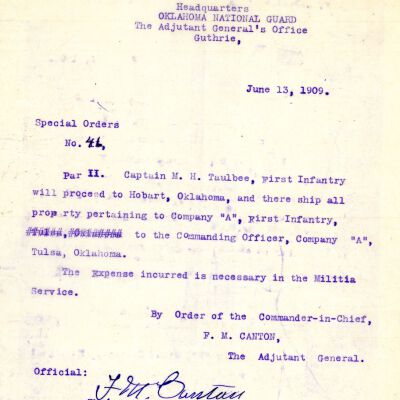 Headquarters
OKLAHOMA NATIONAL GUARD
The Adjutant General's Office
Guthrie,
June 13, 1909.
Special Orders
No. 46,
Par II. Captain M. H. Taulbee, First Infantry
will proceed to Hobart, Oklahoma, and there ship all
prop rty pertaining to Company "A", First Infantry,
to the Commanding Officer, Company "A",
Tulsa, Oklahoma.
The Expense incurred is necessary in the Militia
Service.
By Order of the Commander-in-Chief,
F. M. CANTON,
The Adjutant General.
Official:
F. M. Canton